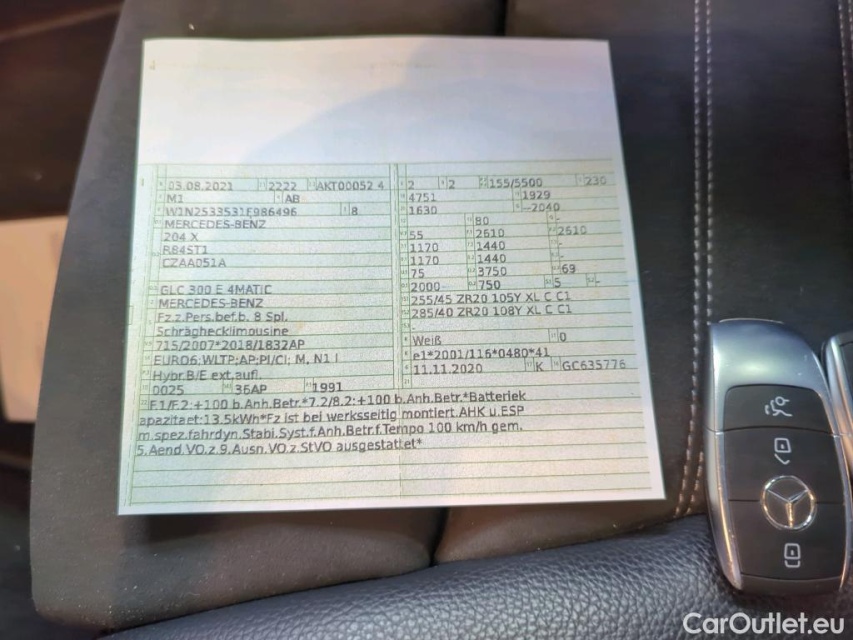 03.08.2021 2222 AKT00052 4
M1 AB
W1N2533531F986496 8
MERCEDES-BENZ
204 X
R84ST1
CZAA051A
GLC 300 E 4MATIC
MERCEDES-BENZ
Fz.z.Pers.bef.b. 8 Spl.
Schräghecklimousine
715/2007*2018/1832AP
EURO6;WLTP;AP;PI/CI; M, N1 I
Hybr.B/E ext.aufl.
0025 36AP 1991
2 2 155/5500 230
4751 1929
1630 --2040
80 -
55 2610 2610
1170 1440 -
1170 1440 -
75 3750 69
2000 750 5 -
255/45 ZR20 105Y XL C C1
285/40 ZR20 108Y XL C C1
Weiß 0
e1*2001/116*0480*41
11.11.2020 K GC635776
F.1/F.2:+100 b.Anh.Betr.*7.2/8.2:+100 b.Anh.Betr.*Batteriek
apazitaet:13.5kWh*Fz ist bei werksseitig montiert.AHK u.ESP
m.spez.fahrdyn.Stabi.Syst.f.Anh.Betr.f.Tempo 100 km/h gem.
5.Aend.VO.z.9.Ausn.VO.z.StVO ausgestattet*
CarOutlet.eu